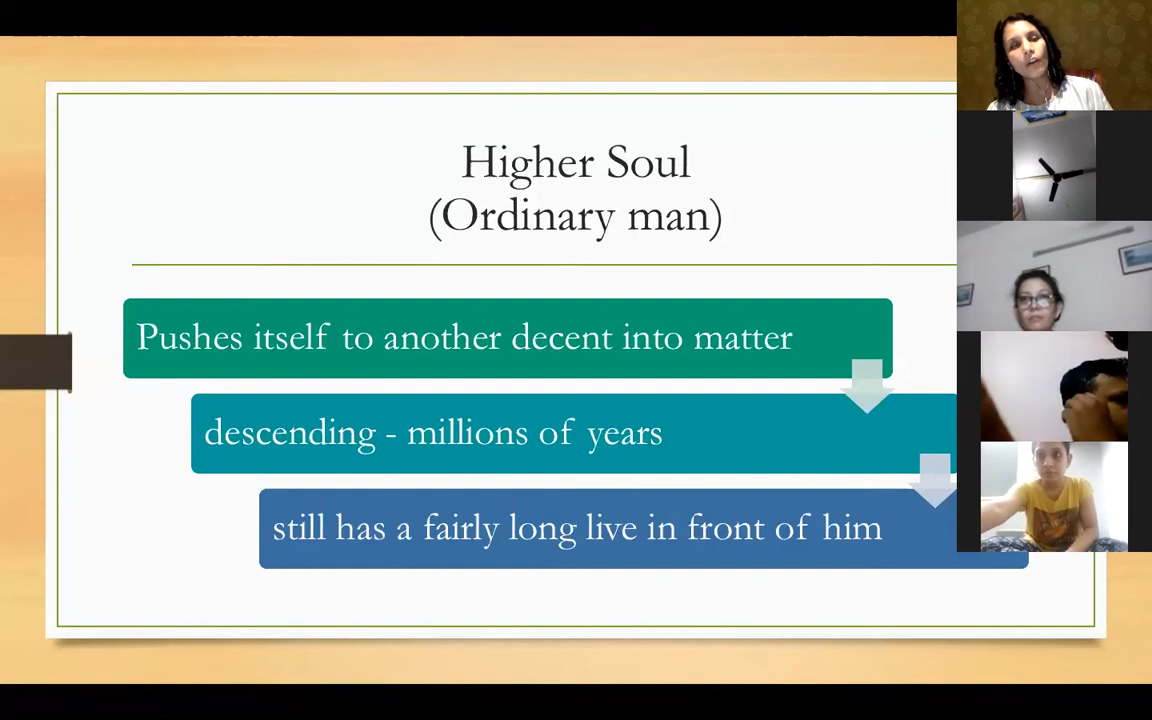 Higher Soul
(Ordinary man)
Pushes itself to another decent into matter
descending - millions of years
still has a fairly long live in front of him